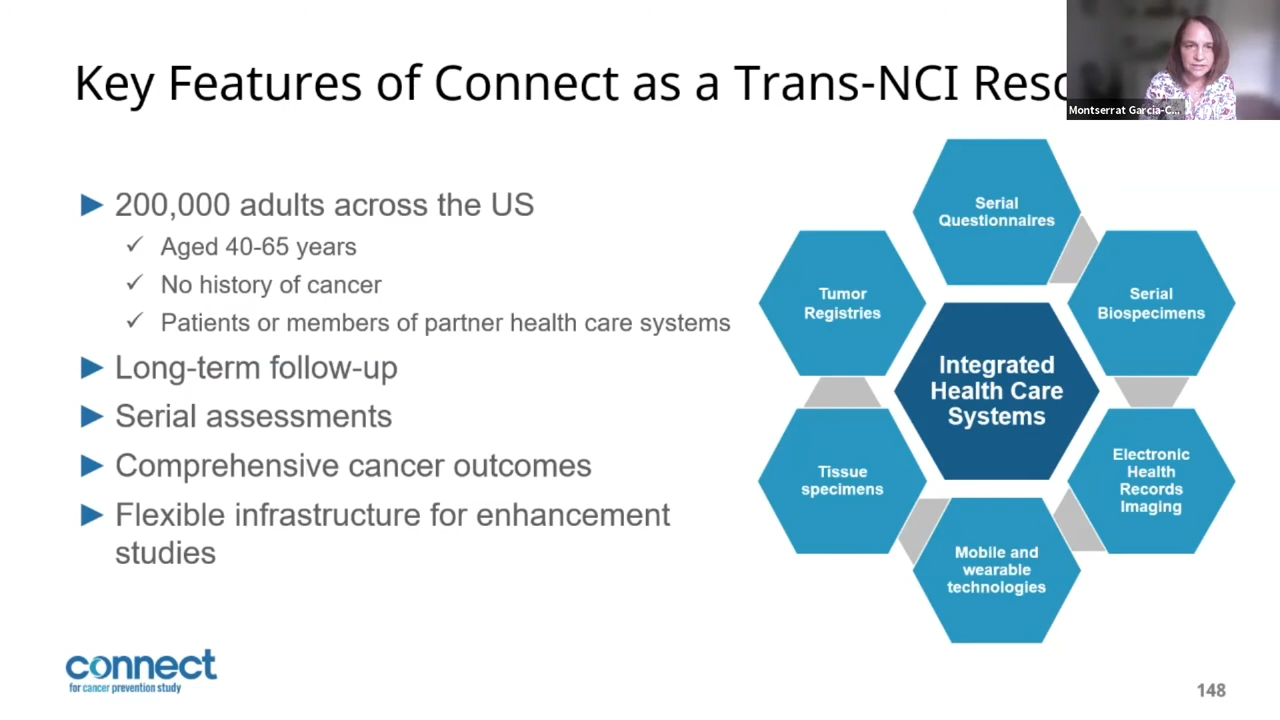 Key Features of Connect as a Trans-NCI
Montserrat Garcia-C...
200,000 adults across the US
Aged 40-65 years
No history of cancer
Patients or members of partner health care systems
Long-term follow-up
Serial assessments
Comprehensive cancer outcomes
Flexible infrastructure for enhancement
studies
Serial
Questionnaires
Serial
Biospecimens
Electronic
Health
Records
Imaging
Mobile and
wearable
technologies
Tissue
specimens
Tumor
Registries
Integrated
Health Care
Systems
connect
for cancer prevention study
148